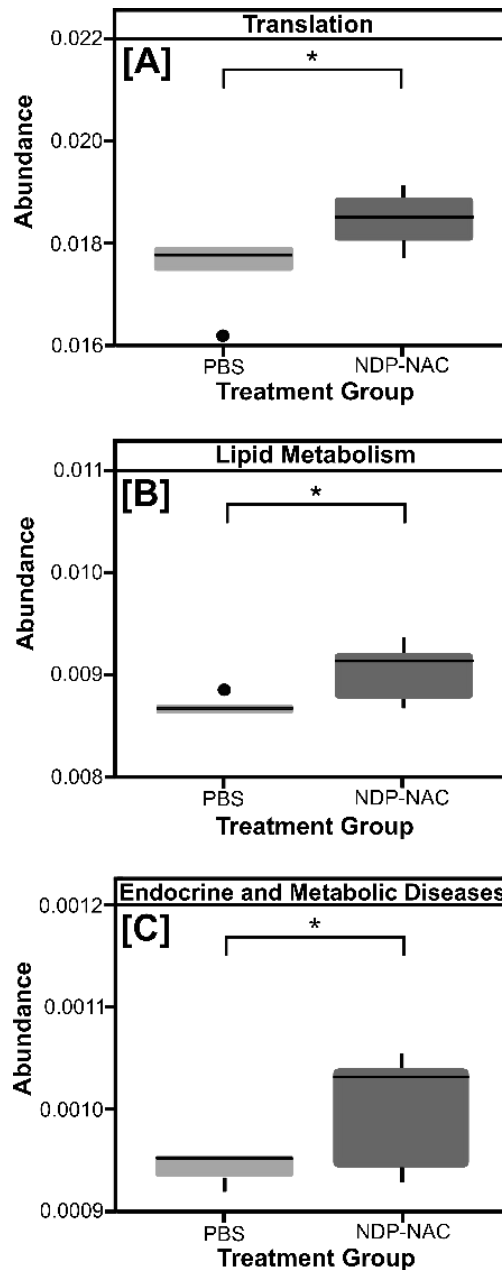 Translation
[A]
*
0.022
0.020
0.018
0.016
Abundance
PBS
NDP-NAC
Treatment Group
Lipid Metabolism
[B]
*
0.011
0.010
0.009
0.008
Abundance
PBS
NDP-NAC
Treatment Group
Endocrine and Metabolic Diseases
[C]
*
0.0012
0.0011
0.0010
0.0009
Abundance
PBS
NDP-NAC
Treatment Group